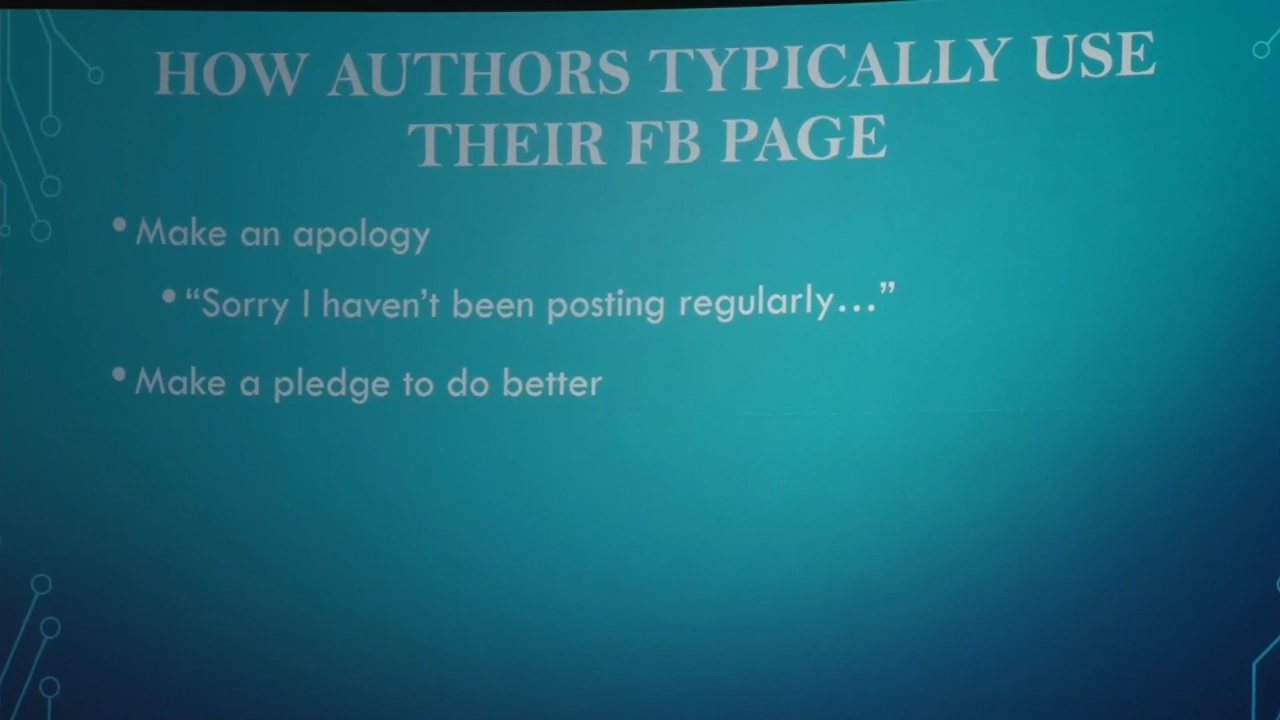 HOW AUTHORS TYPICALLY USE
THEIR FB PAGE
• Make an apology
• “Sorry I haven’t been posting regularly…”
• Make a pledge to do better